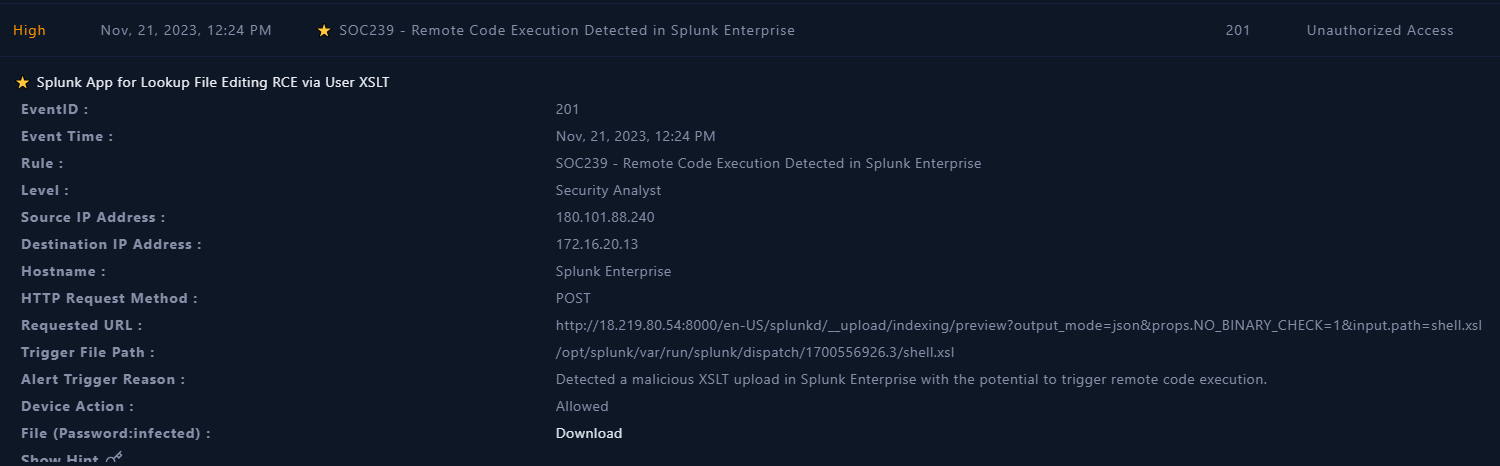 High Nov, 21, 2023, 12:24 PM SOC239 - Remote Code Execution Detected in Splunk Enterprise 201 Unauthorized Access
Splunk App for Lookup File Editing RCE via User XSLT
EventID : 201
Event Time : Nov, 21, 2023, 12:24 PM
Rule : SOC239 - Remote Code Execution Detected in Splunk Enterprise
Level : Security Analyst
Source IP Address : 180.101.88.240
Destination IP Address : 172.16.20.13
Hostname : Splunk Enterprise
HTTP Request Method : POST
Requested URL : http://18.219.80.54:8000/en-US/splunkd/__upload/indexing/preview?output_mode=json&props.NO_BINARY_CHECK=1&input.path=shell.xsl
Trigger File Path : /opt/splunk/var/run/splunk/dispatch/1700556926.3/shell.xsl
Alert Trigger Reason : Detected a malicious XSLT upload in Splunk Enterprise with the potential to trigger remote code execution.
Device Action : Allowed
File (Password:infected) : Download
Show Hint